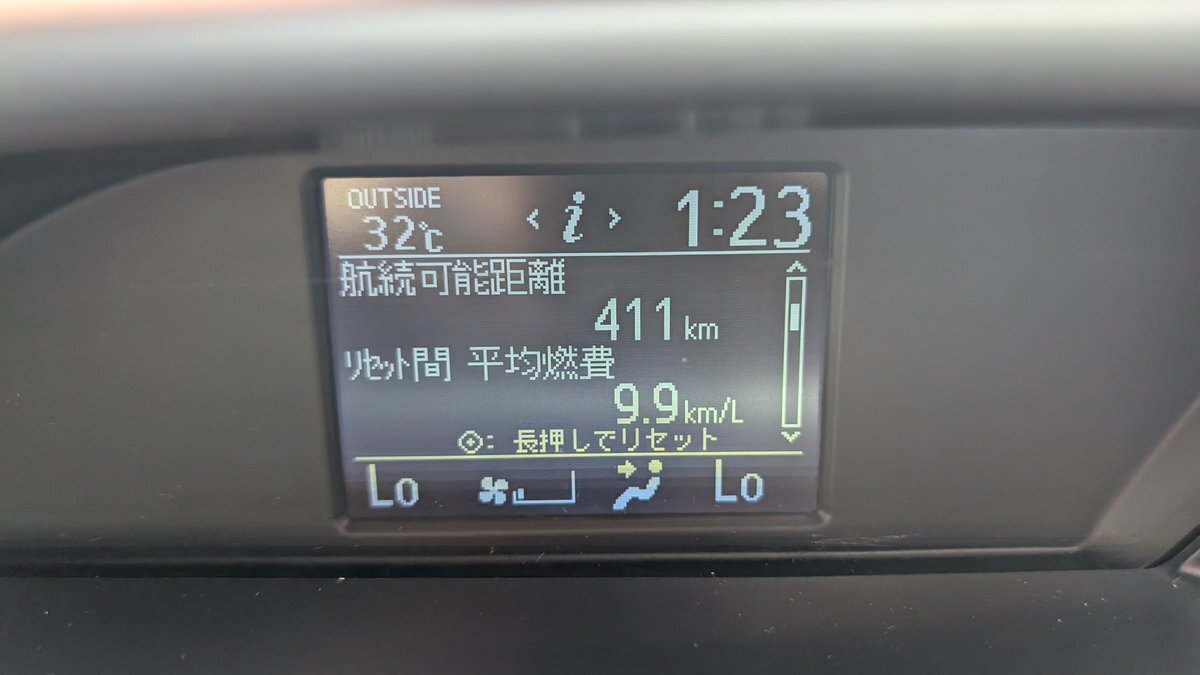 OUTSIDE
32℃
< i >
1:23
航続可能距離
411 km
リセット間 平均燃費
9.9 km/L
◎: 長押しでリセット
Lo
Lo